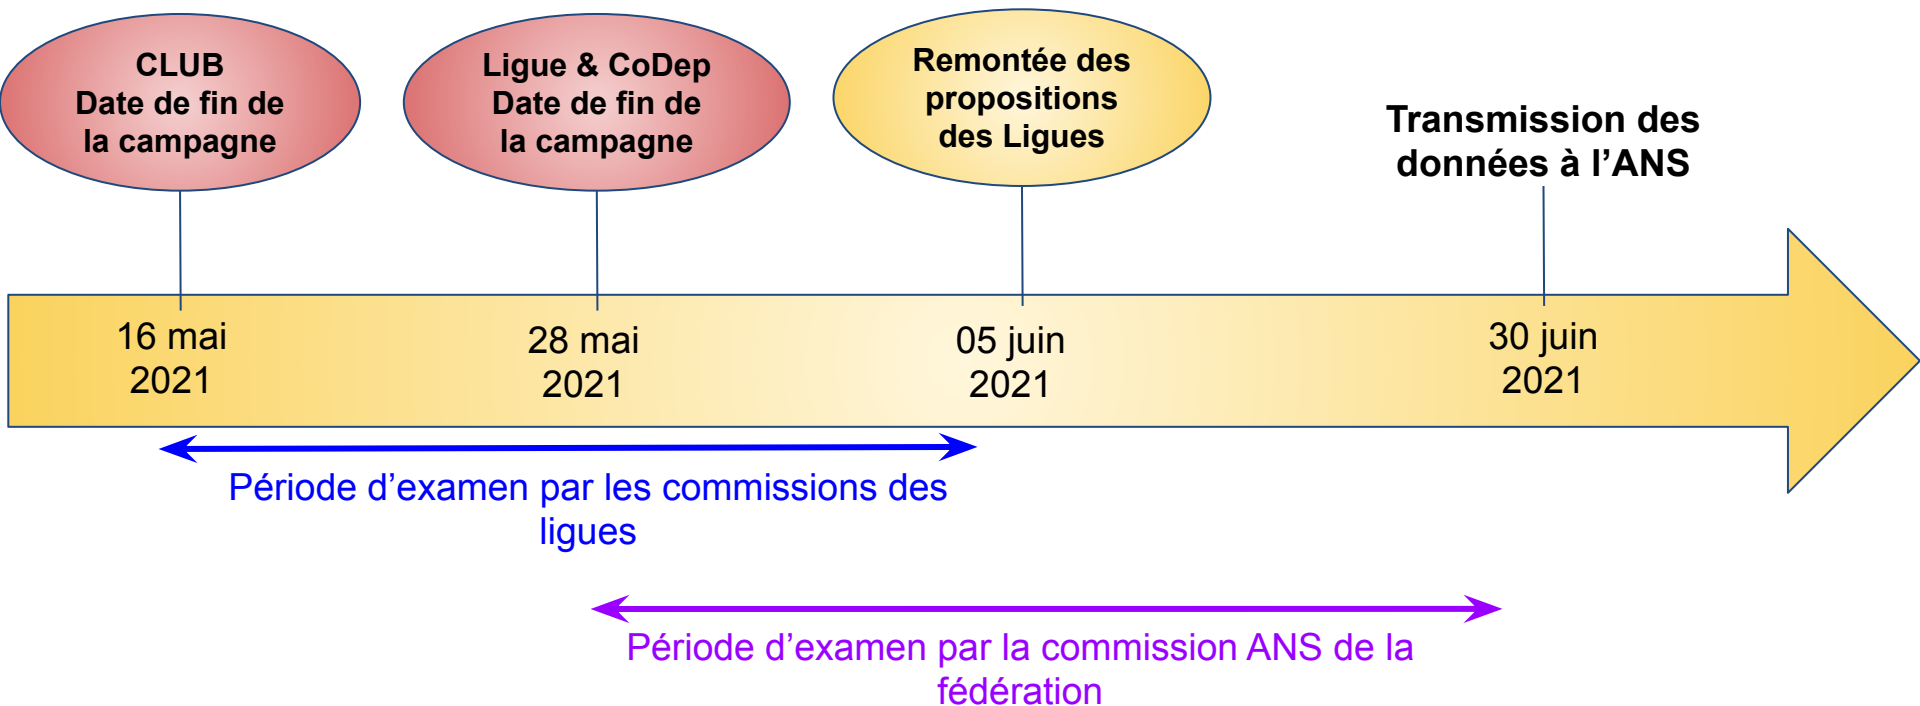 CLUB
Date de fin de
la campagne
Ligue & CoDep
Date de fin de
la campagne
Remontée des
propositions
des Ligues
Transmission des
données à l’ANS
16 mai
2021
28 mai
2021
05 juin
2021
30 juin
2021
Période d’examen par les commissions des
ligues
Période d’examen par la commission ANS de la
fédération